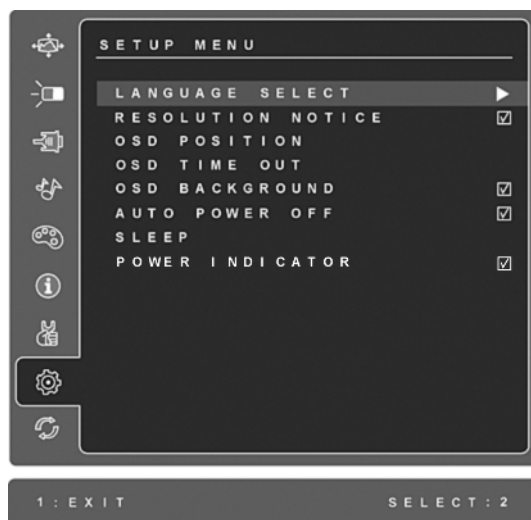 SETUP MENU
LANGUAGE SELECT
RESOLUTION NOTICE
OSD POSITION
OSD TIME OUT
OSD BACKGROUND
AUTO POWER OFF
SLEEP
POWER INDICATOR
1:EXIT SELECT:2